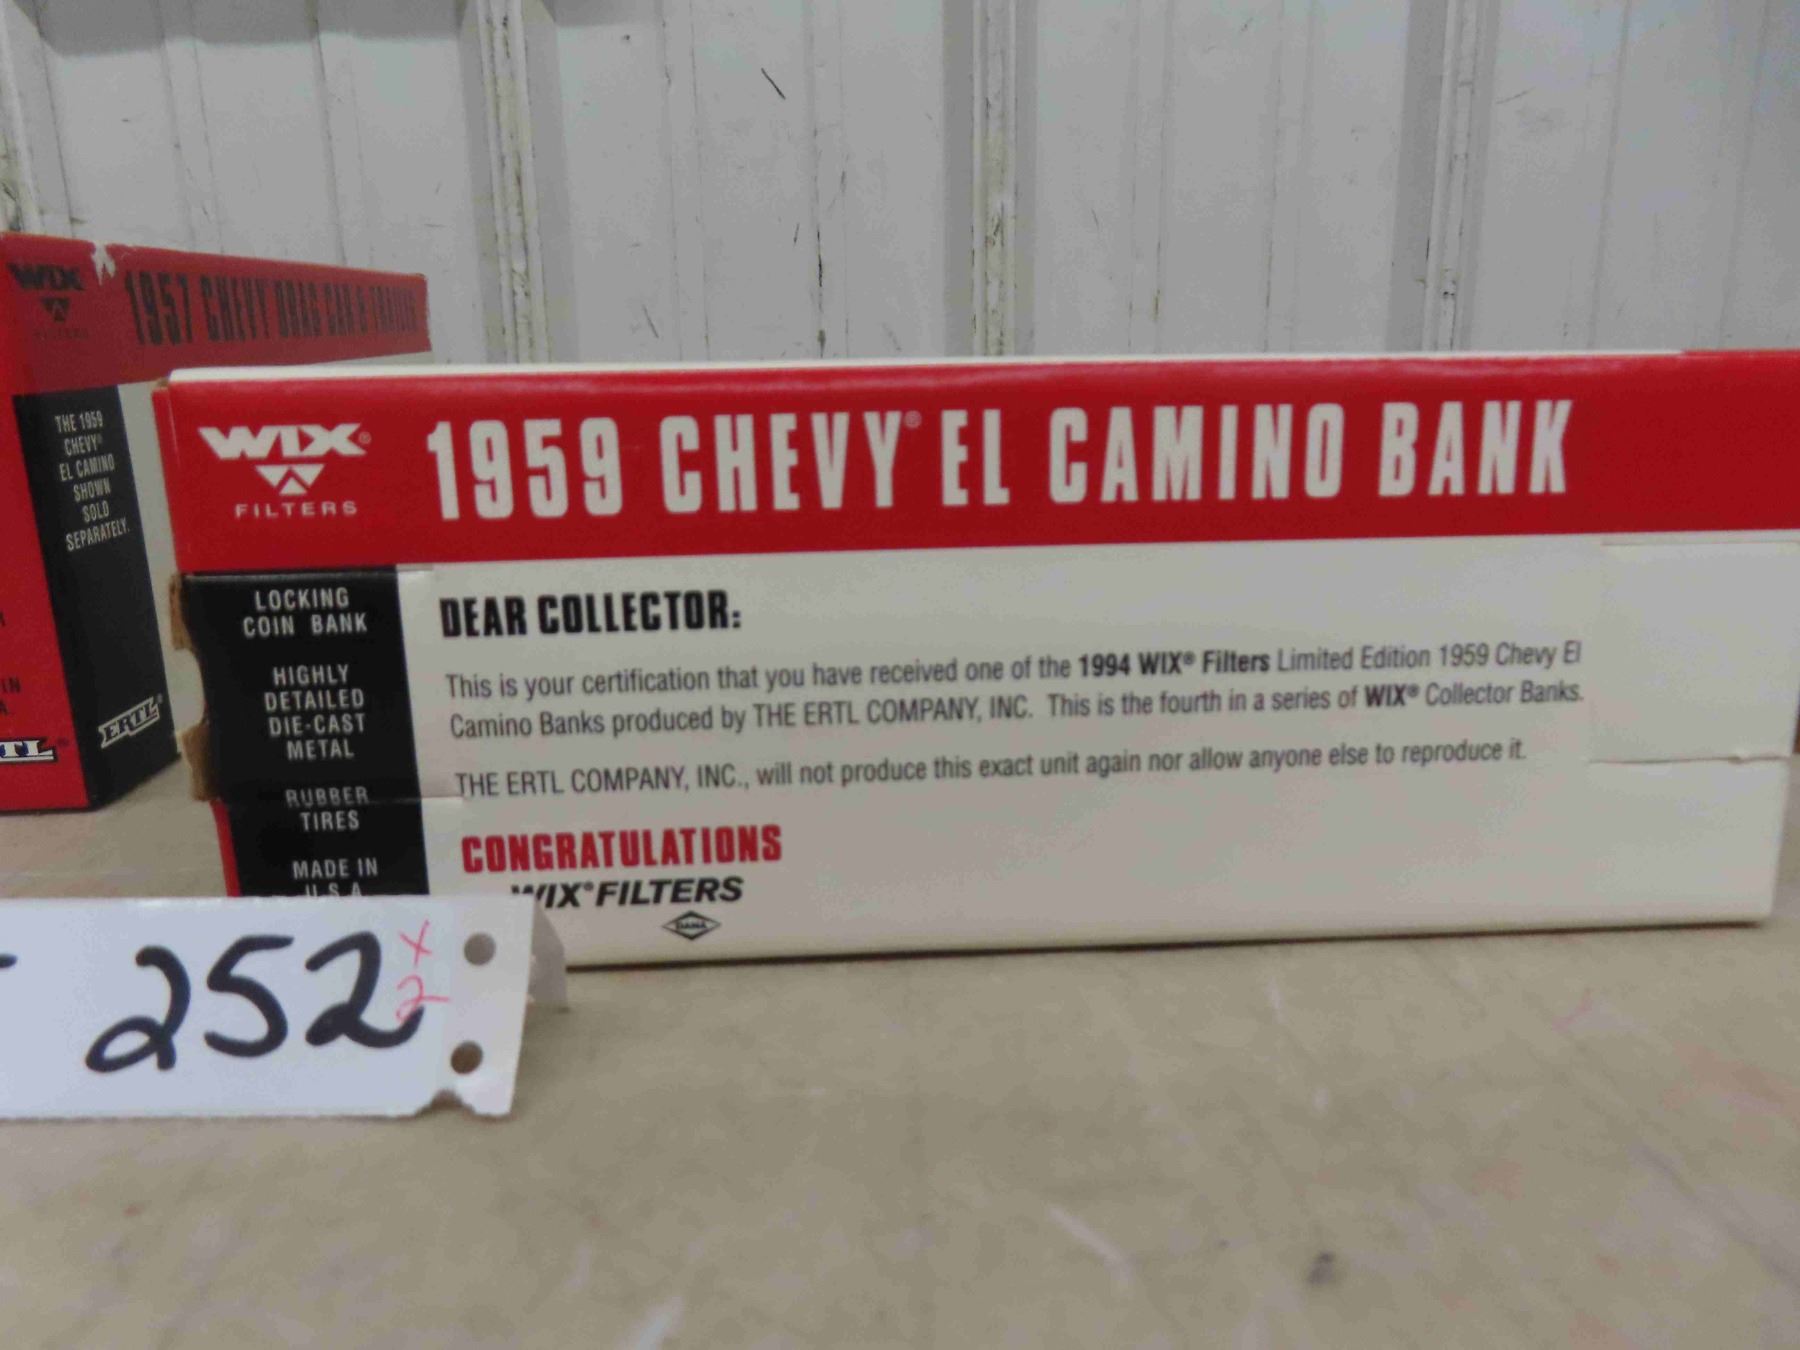 WIX
FILTERS
1957 CHEVY DRAG CAR & TRAILER
THE 1959
CHEVY®
EL CAMINO
SHOWN
SOLD
SEPARATELY.
ERTL®
IN
WIX®
FILTERS
1959 CHEVY® EL CAMINO BANK
LOCKING
COIN BANK
HIGHLY
DETAILED
DIE-CAST
METAL
RUBBER
TIRES
MADE IN
U.S.A.
DEAR COLLECTOR:
This is your certification that you have received one of the 1994 WIX® Filters Limited Edition 1959 Chevy El
Camino Banks produced by THE ERTL COMPANY, INC. This is the fourth in a series of WIX® Collector Banks.
THE ERTL COMPANY, INC., will not produce this exact unit again nor allow anyone else to reproduce it.
CONGRATULATIONS
WIX® FILTERS
DANA
252 x 2